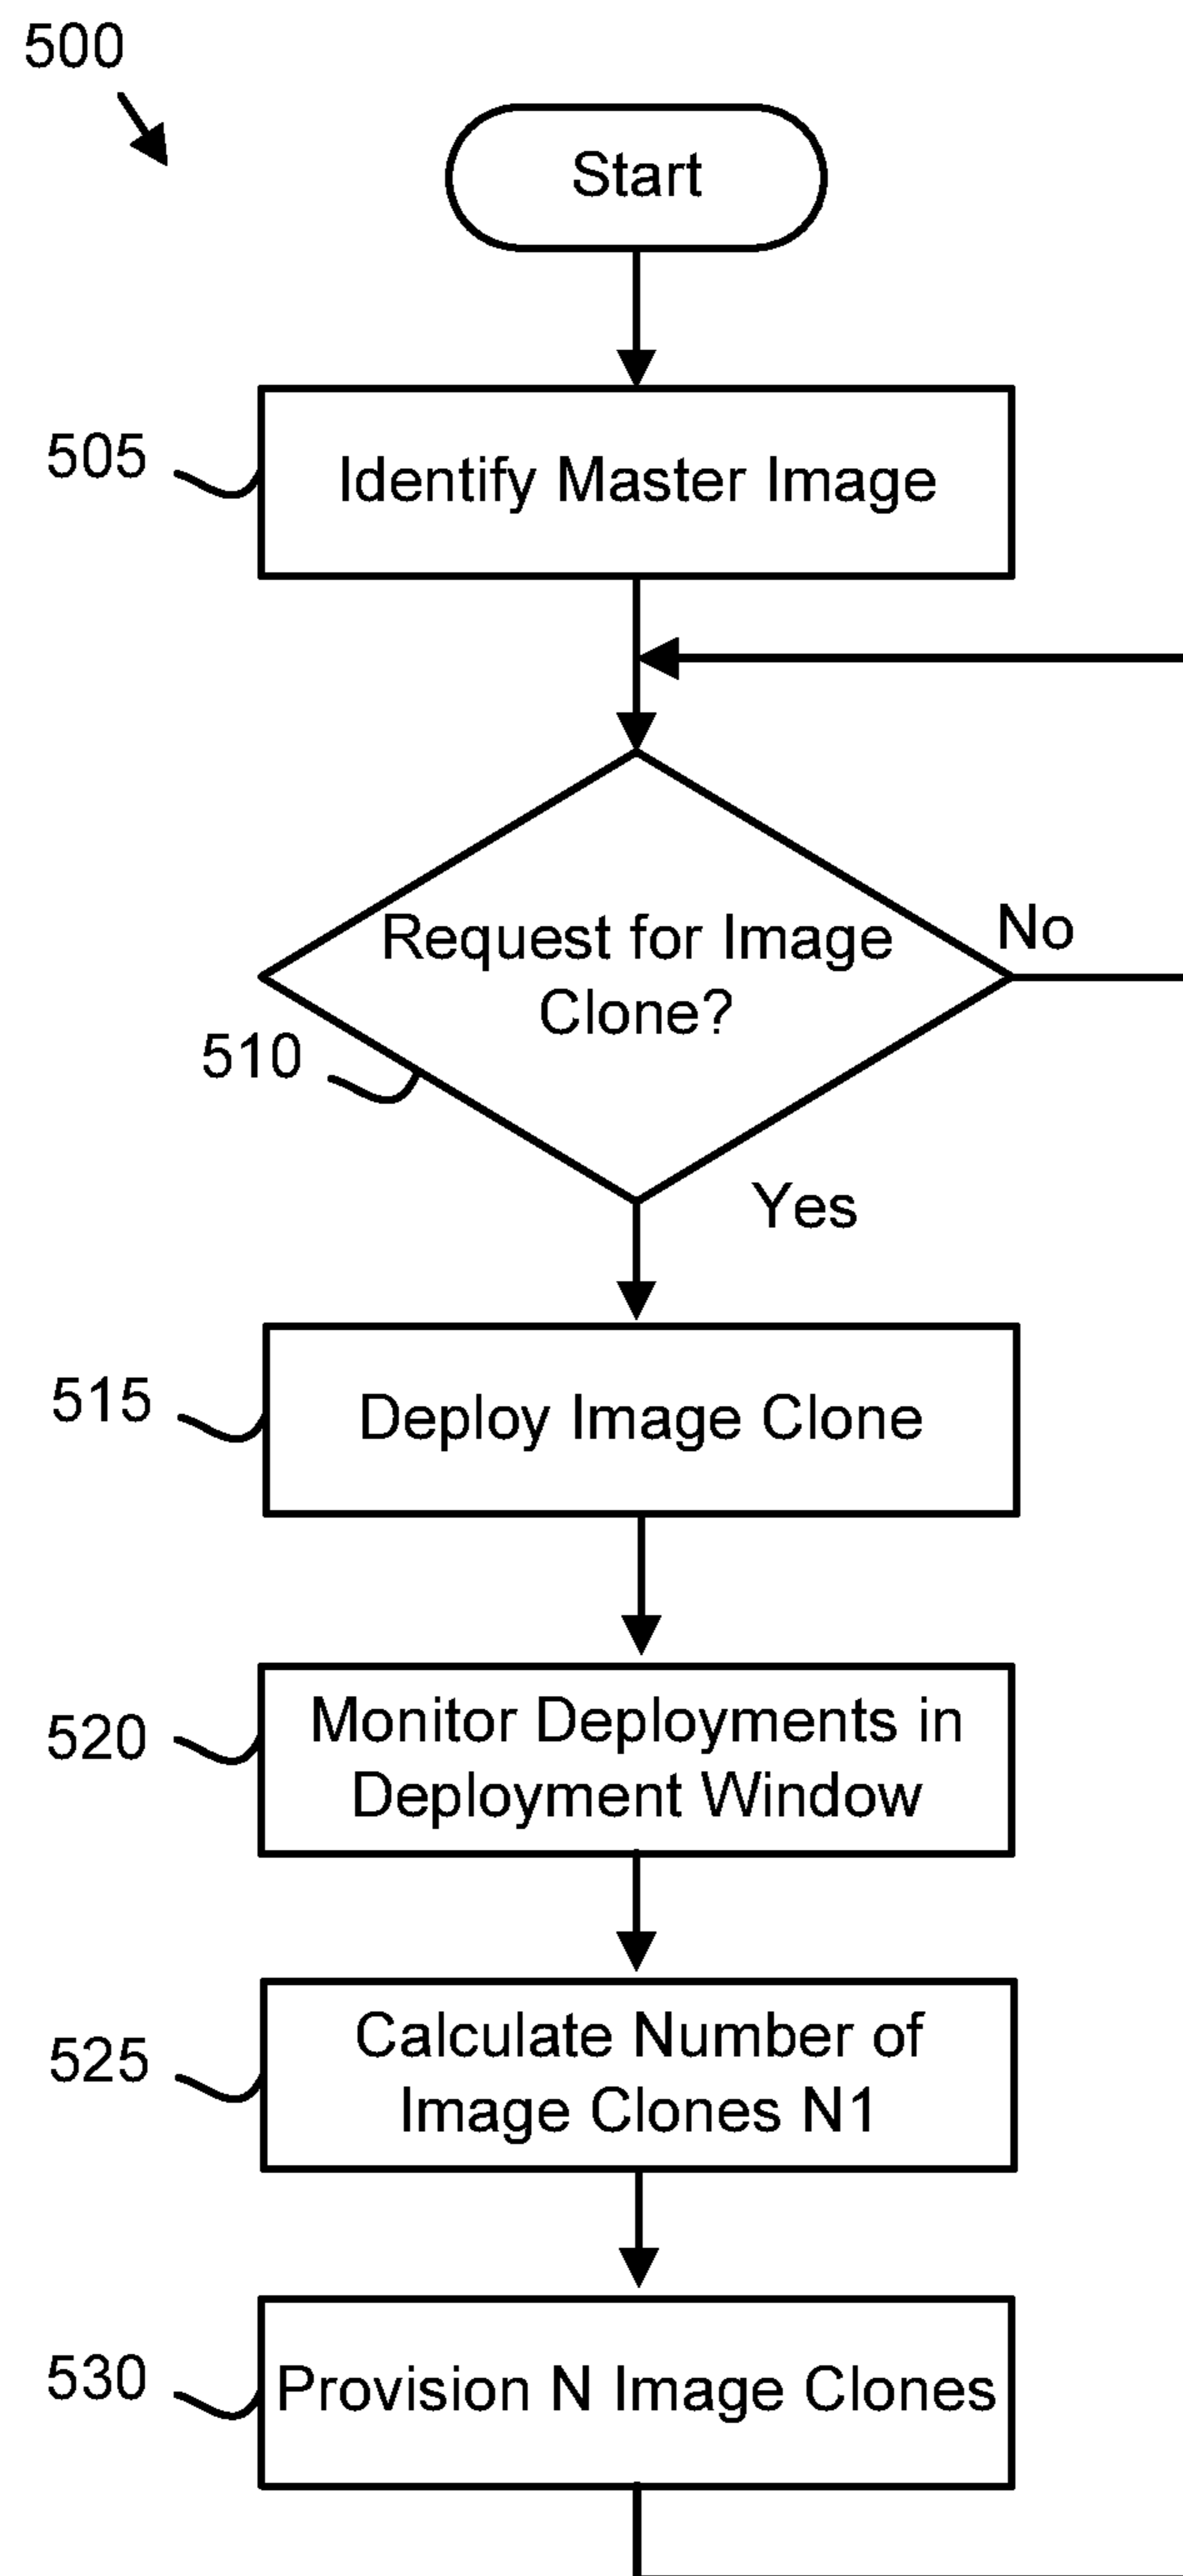 500
Start
505
Identify Master Image
Request for Image
Clone?
No
510
Yes
515
Deploy Image Clone
520
Monitor Deployments in
Deployment Window
525
Calculate Number of
Image Clones N1
530
Provision N Image Clones